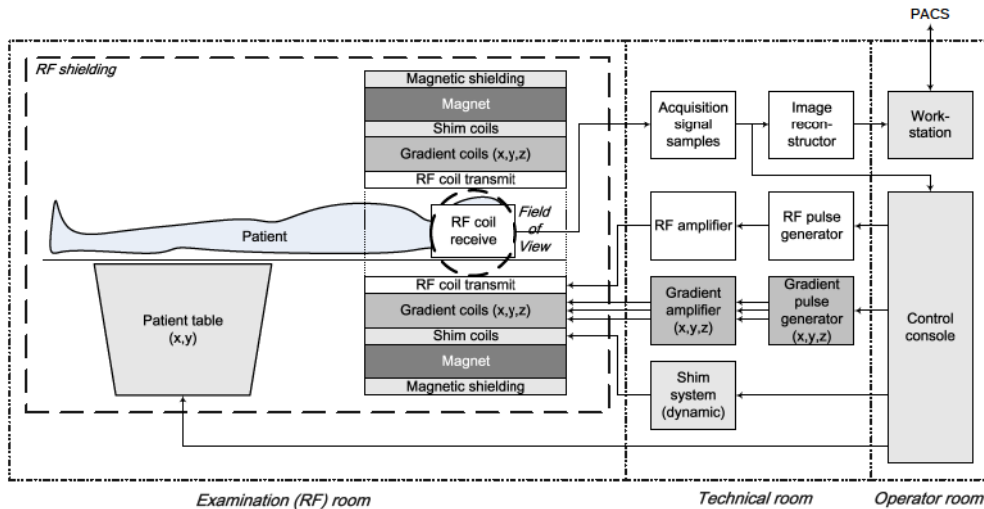 PACS
RF shielding
Magnetic shielding
Magnet
Shim coils
Gradient coils (x,y,z)
RF coil transmit
Acquisition
signal
samples
Image
recon-
structor
Work-
station
Patient
RF coil
receive
Field
of
View
RF amplifier
RF pulse
generator
RF coil transmit
Gradient coils (x,y,z)
Shim coils
Magnet
Magnetic shielding
Gradient
amplifier
(x,y,z)
Gradient
pulse
generator
(x,y,z)
Control
console
Patient table
(x,y)
Shim
system
(dynamic)
Examination (RF) room
Technical room
Operator room